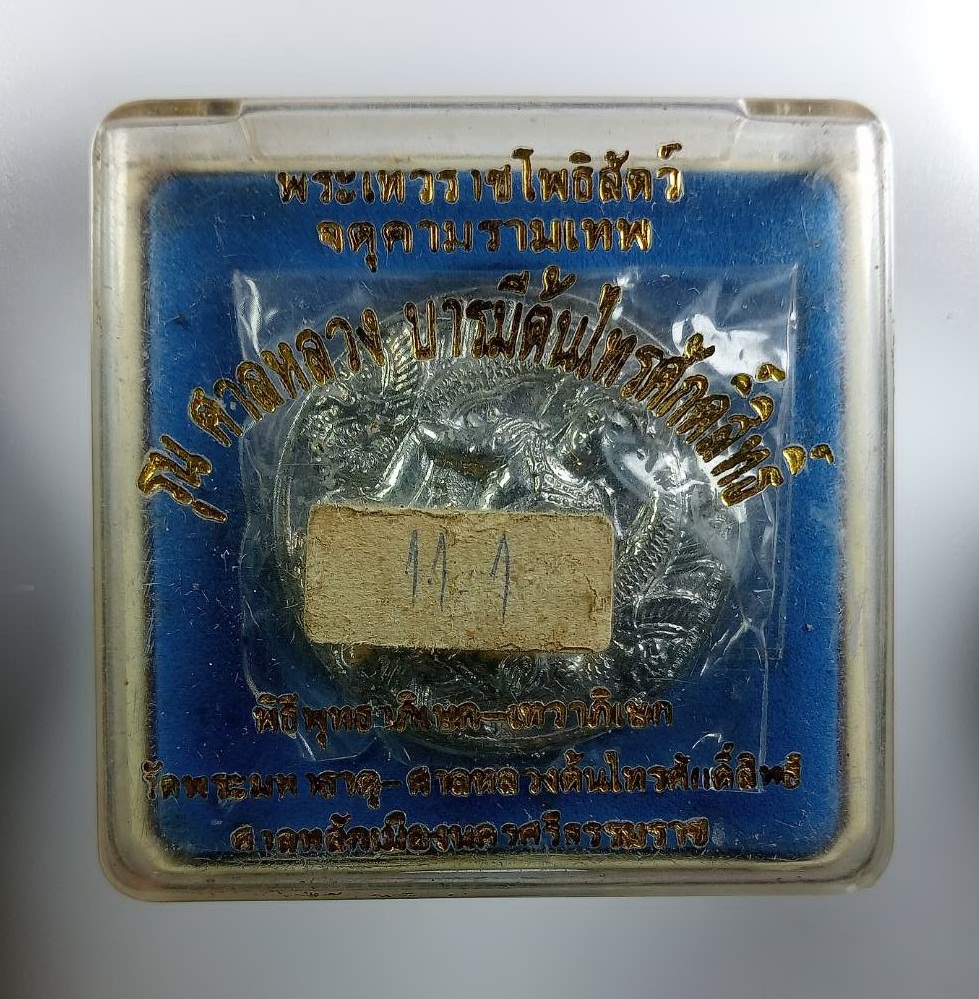 พระเทวราชโพธิสัตว์
จตุคามรามเทพ
รุ่น ศาลหลวง บารมีต้นไทรศักดิ์สิทธิ์
11.1
พิธีพุทธาภิเษก-เทวาภิเษก
วัดพระมหาธาตุ-ศาลหลวงต้นไทรศักดิ์สิทธิ์
ศาลหลักเมืองนครศรีธรรมราช